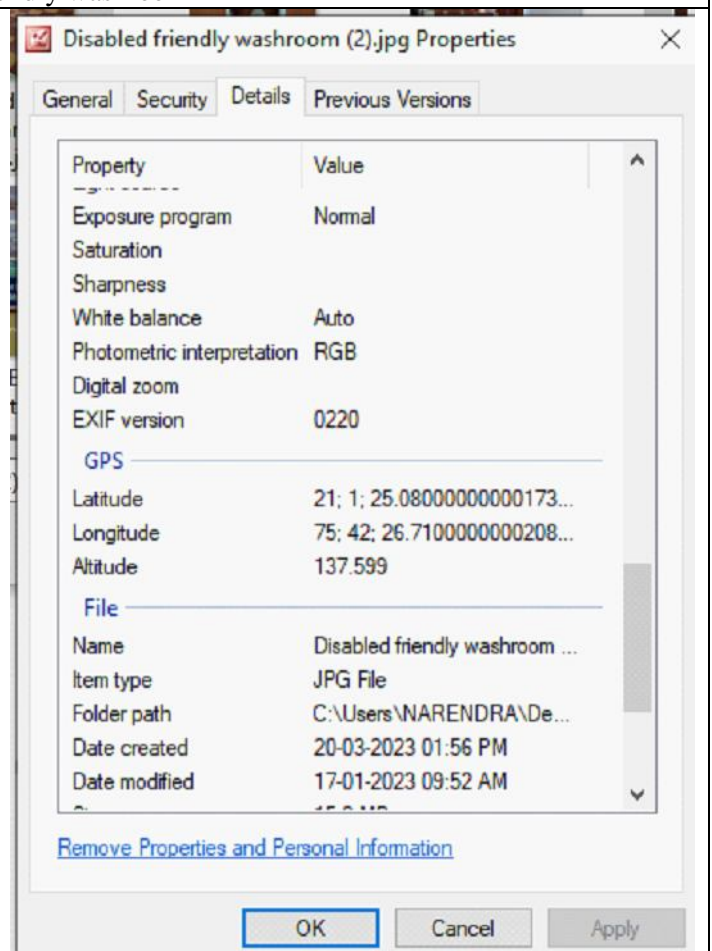 Disabled friendly washroom (2).jpg Properties
General Security Details Previous Versions
Property Value
Exposure program Normal
Saturation
Sharpness
White balance Auto
Photometric interpretation RGB
Digital zoom
EXIF version 0220
GPS
Latitude 21; 1; 25.08000000000173...
Longitude 75; 42; 26.7100000000208...
Altitude 137.599
File
Name Disabled friendly washroom ...
Item type JPG File
Folder path C:\Users\NARENDRA\De...
Date created 20-03-2023 01:56 PM
Date modified 17-01-2023 09:52 AM
Remove Properties and Personal Information
OK Cancel Apply